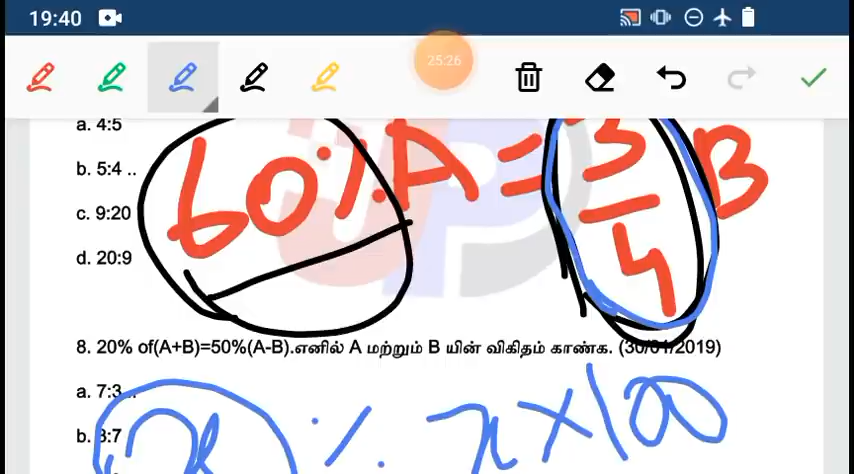 19:40
25:26
a. 4:5
b. 5:4 ..
c. 9:20
d. 20:9
60% A = 3/4 B
8. 20% of(A+B)=50%(A-B).எனில் A மற்றும் B யின் விகிதம் காண்க. (30/01/2019)
a. 7:3..
b. 3:7
% x×100